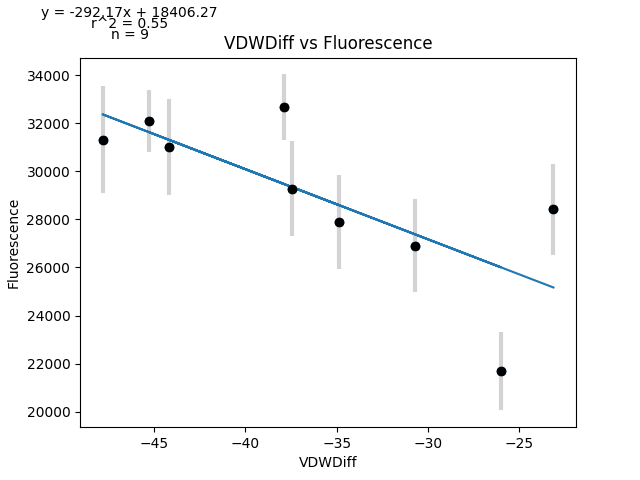 y = -292.17x + 18406.27
r^2 = 0.55
n = 9
VDWDiff vs Fluorescence
34000
32000
30000
28000
26000
24000
22000
20000
Fluorescence
−45
−40
−35
−30
−25
VDWDiff